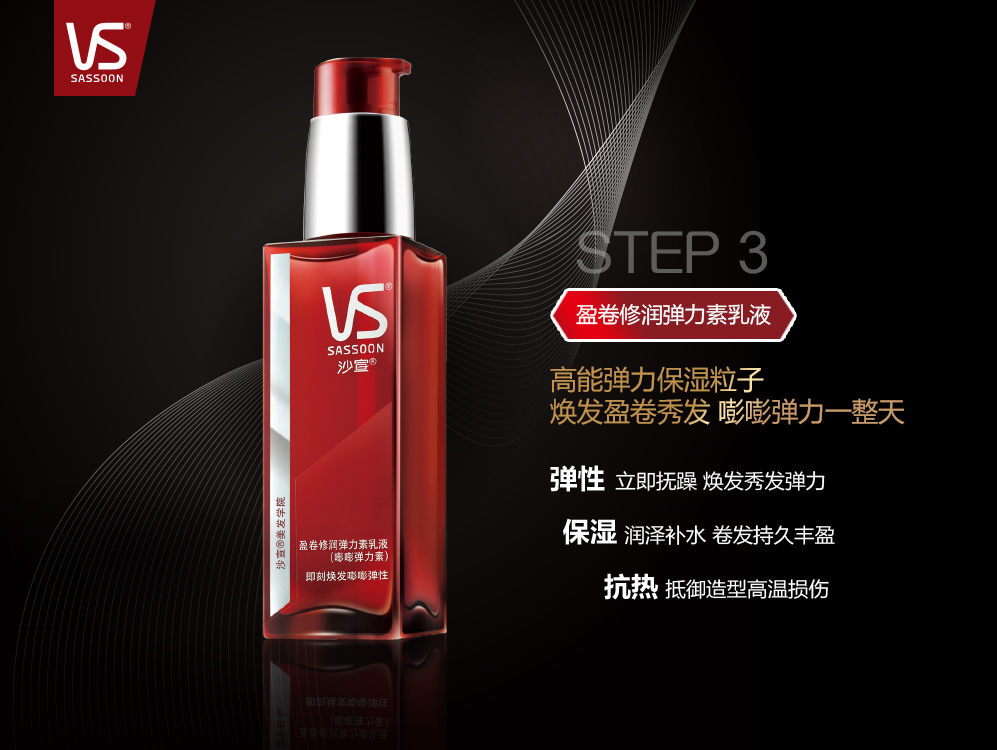 VS®
SASSOON
STEP 3
盈卷修润弹力素乳液
高能弹力保湿粒子
焕发盈卷秀发 嘭嘭弹力一整天
弹性 立即抚躁 焕发秀发弹力
保湿 润泽补水 卷发持久丰盈
抗热 抵御造型高温损伤
VS®
SASSOON
沙宣®
沙宣®美发学院
盈卷修润弹力素乳液
(嘭嘭弹力素)
即刻焕发嘭嘭弹性